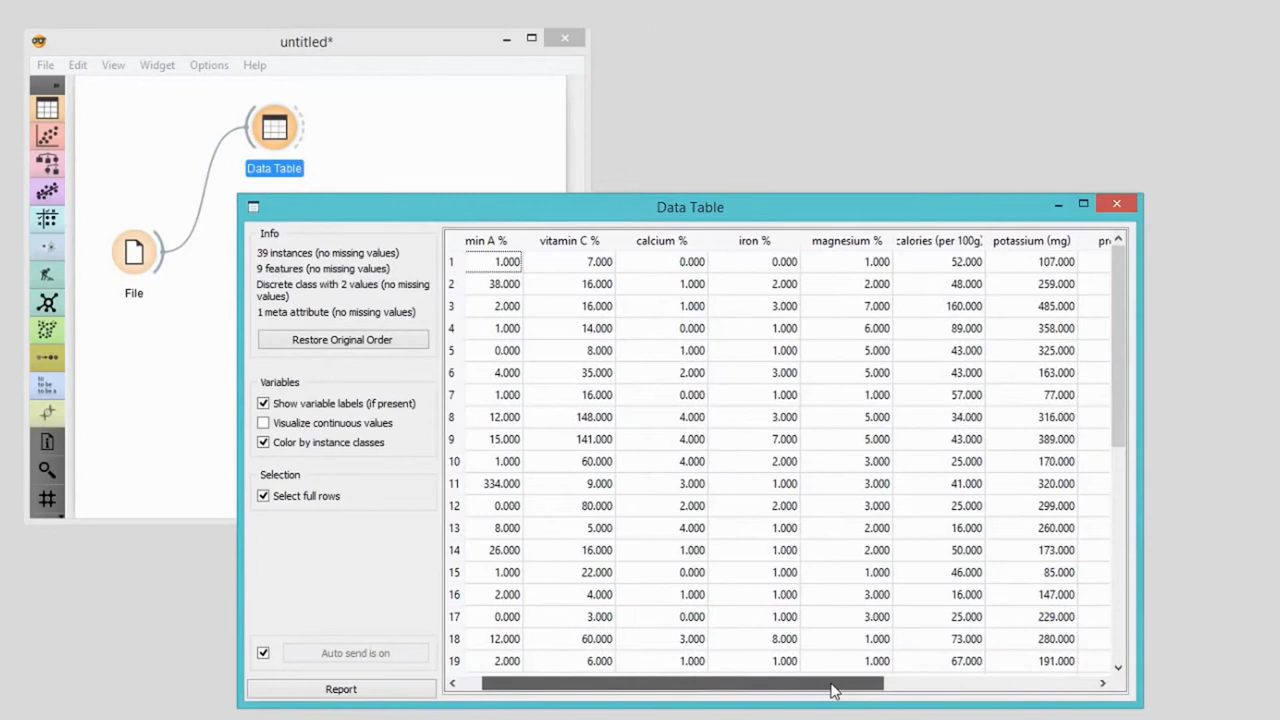 untitled*
File Edit View Widget Options Help
Data Table
File
Data Table
Info
39 instances (no missing values)
9 features (no missing values)
Discrete class with 2 values (no missing
values)
1 meta attribute (no missing values)
Restore Original Order
Variables
Show variable labels (if present)
Visualize continuous values
Color by instance classes
Selection
Select full rows
Auto send is on
Report
min A % vitamin C % calcium % iron % magnesium % calories (per 100g) potassium (mg)
1 1.000 7.000 0.000 0.000 1.000 52.000 107.000
2 38.000 16.000 1.000 2.000 2.000 48.000 259.000
3 2.000 16.000 1.000 3.000 7.000 160.000 485.000
4 1.000 14.000 0.000 1.000 6.000 89.000 358.000
5 0.000 8.000 1.000 1.000 5.000 43.000 325.000
6 4.000 35.000 2.000 3.000 5.000 43.000 163.000
7 1.000 16.000 0.000 1.000 1.000 57.000 77.000
8 12.000 148.000 4.000 3.000 5.000 34.000 316.000
9 15.000 141.000 4.000 7.000 5.000 43.000 389.000
10 1.000 60.000 4.000 2.000 3.000 25.000 170.000
11 334.000 9.000 3.000 1.000 3.000 41.000 320.000
12 0.000 80.000 2.000 2.000 3.000 25.000 299.000
13 8.000 5.000 4.000 1.000 2.000 16.000 260.000
14 26.000 16.000 1.000 1.000 2.000 50.000 173.000
15 1.000 22.000 0.000 1.000 1.000 46.000 85.000
16 2.000 4.000 1.000 1.000 3.000 16.000 147.000
17 0.000 3.000 0.000 1.000 3.000 25.000 229.000
18 12.000 60.000 3.000 8.000 1.000 73.000 280.000
19 2.000 6.000 1.000 1.000 1.000 67.000 191.000